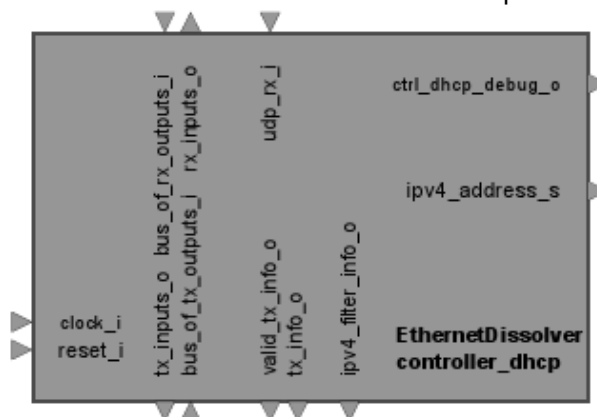 bus_of_rx_outputs_i
rx_inputs_o
udp_rx_i
ctrl_dhcp_debug_o
ipv4_address_s
clock_i
reset_i
tx_inputs_o
bus_of_tx_outputs_i
valid_tx_info_o
tx_info_o
ipv4_filter_info_o
EthernetDissolver
controller_dhcp